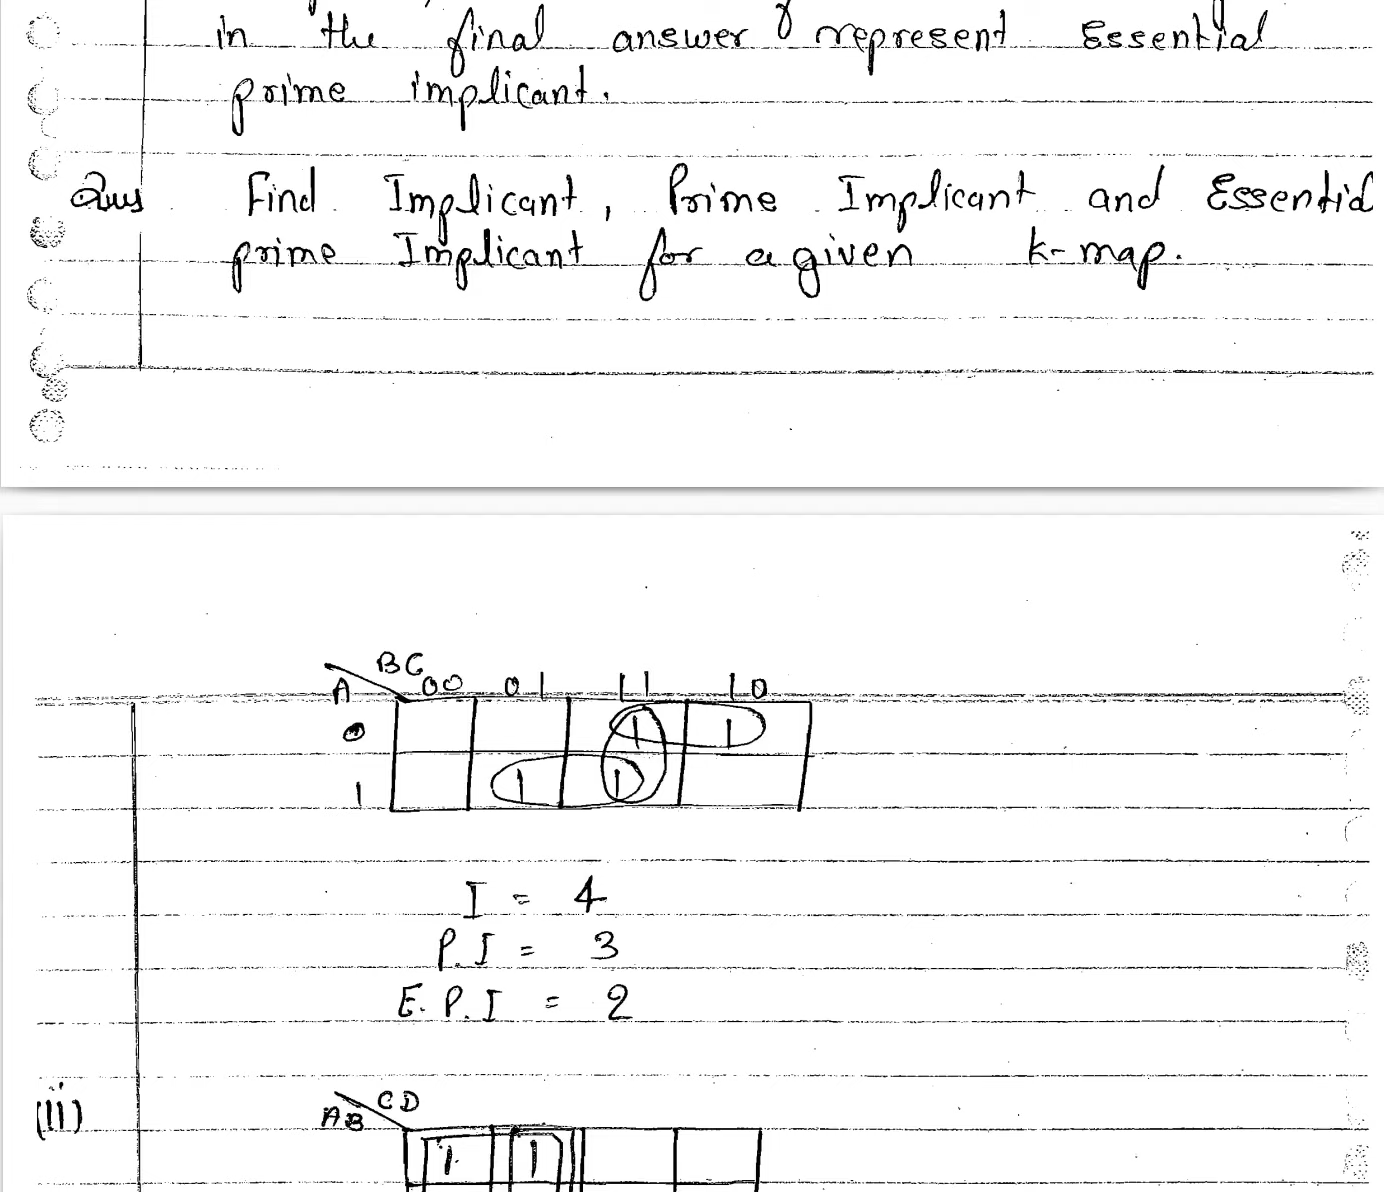 in the final answer & represent Essential
prime implicant.
Ques Find Implicant, Prime Implicant and Essential
prime Implicant for a given k-map.
BC
A 00 01 11 10
0 1 1
1 1 1
I = 4
P.I = 3
E.P.I = 2
(ii)
CD
AB
1 1